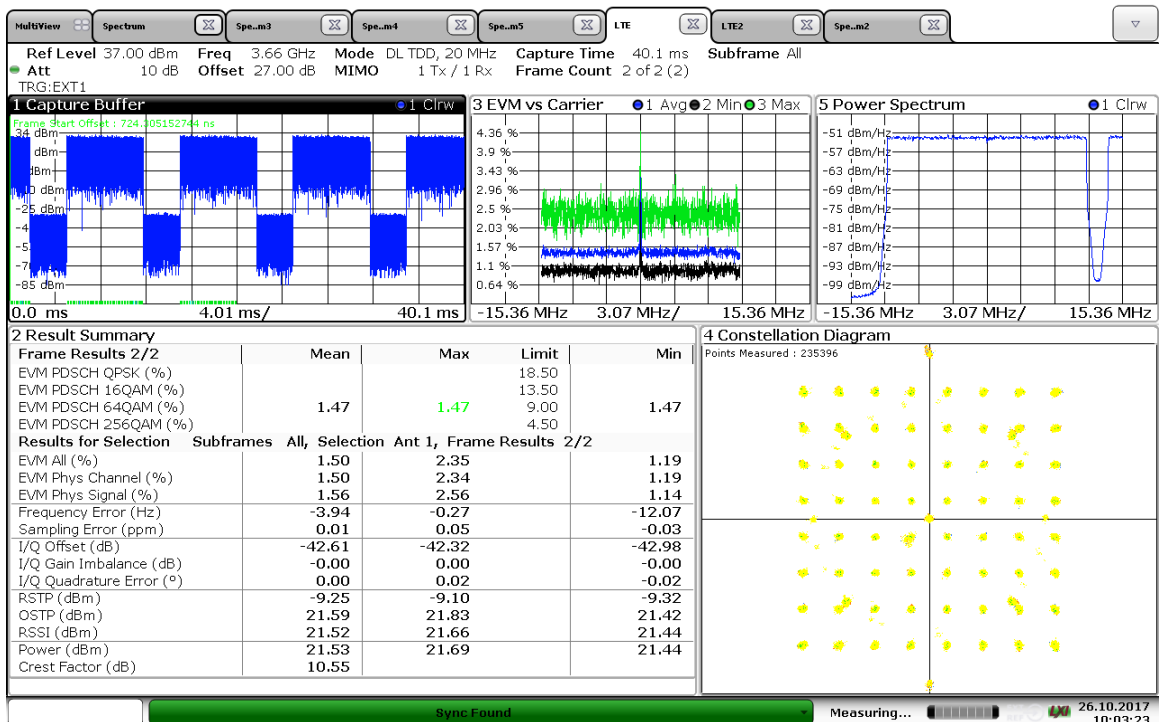 MultiView Spectrum Spe..m3 Spe..m4 Spe..m5 LTE LTE2 Spe..m2
Ref Level 37.00 dBm Freq 3.66 GHz Mode DL TDD, 20 MHz Capture Time 40.1 ms Subframe All
Att 10 dB Offset 27.00 dB MIMO 1 Tx / 1 Rx Frame Count 2 of 2 (2)
TRG:EXT1
1 Capture Buffer 1 Clrw
Frame Start Offset : 724.305152744 ns
34 dBm
dBm
dBm
dBm
-25 dBm
-85 dBm
0.0 ms 4.01 ms/ 40.1 ms
3 EVM vs Carrier 1 Avg 2 Min 3 Max
4.36 %
3.9 %
3.43 %
2.96 %
2.5 %
2.03 %
1.57 %
1.1 %
0.64 %
-15.36 MHz 3.07 MHz/ 15.36 MHz
5 Power Spectrum 1 Clrw
-51 dBm/Hz
-57 dBm/Hz
-63 dBm/Hz
-69 dBm/Hz
-75 dBm/Hz
-81 dBm/Hz
-87 dBm/Hz
-93 dBm/Hz
-99 dBm/Hz
-15.36 MHz 3.07 MHz/ 15.36 MHz
2 Result Summary
Frame Results 2/2 Mean Max Limit Min
EVM PDSCH QPSK (%) 18.50
EVM PDSCH 16QAM (%) 13.50
EVM PDSCH 64QAM (%) 1.47 1.47 9.00 1.47
EVM PDSCH 256QAM (%) 4.50
Results for Selection Subframes All, Selection Ant 1, Frame Results 2/2
EVM All (%) 1.50 2.35 1.19
EVM Phys Channel (%) 1.50 2.34 1.19
EVM Phys Signal (%) 1.56 2.56 1.14
Frequency Error (Hz) -3.94 -0.27 -12.07
Sampling Error (ppm) 0.01 0.05 -0.03
I/Q Offset (dB) -42.61 -42.32 -42.98
I/Q Gain Imbalance (dB) -0.00 0.00 -0.00
I/Q Quadrature Error (°) 0.00 0.02 -0.02
RSTP (dBm) -9.25 -9.10 -9.32
OSTP (dBm) 21.59 21.83 21.42
RSSI (dBm) 21.52 21.66 21.44
Power (dBm) 21.53 21.69 21.44
Crest Factor (dB) 10.55
4 Constellation Diagram
Points Measured : 235396
Sync Found
Measuring...
LXI
26.10.2017
10:03:23